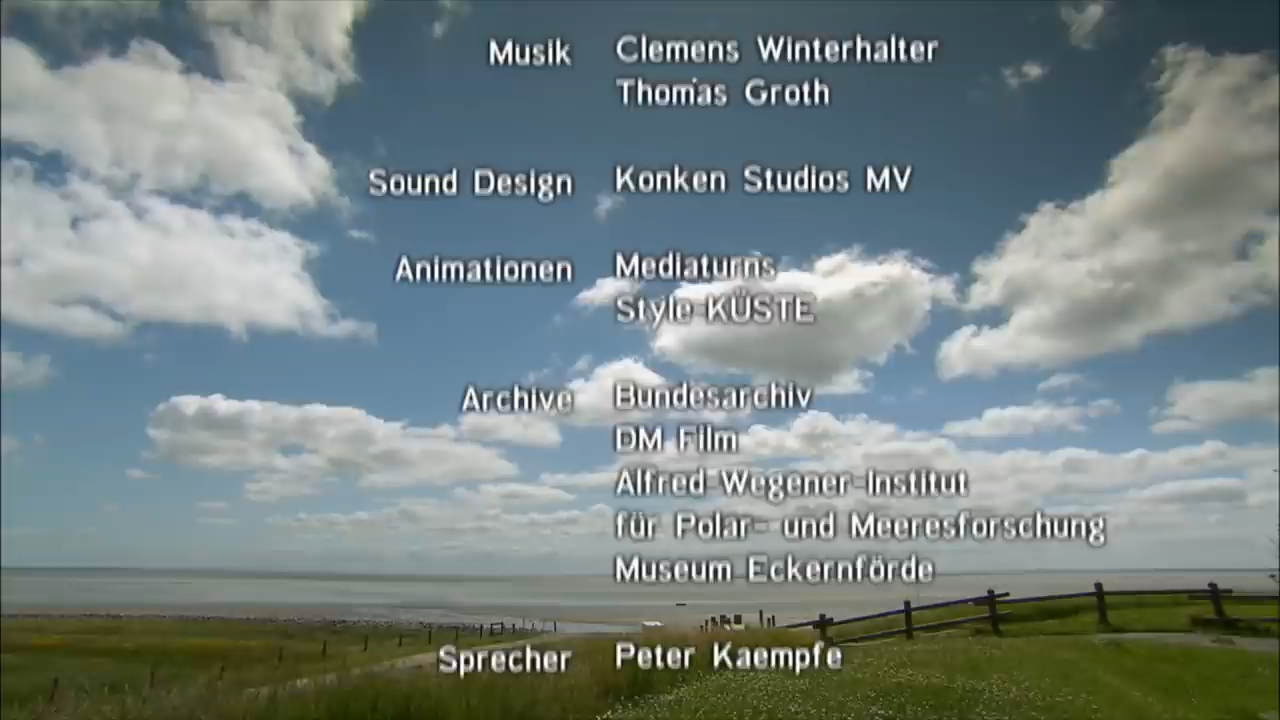 Musik Clemens Winterhalter
Thomas Groth
Sound Design Konken Studios MV
Animationen Mediaturns
Style-KÜSTE
Archive Bundesarchiv
DM Film
Alfred-Wegener-Institut
für Polar- und Meeresforschung
Museum Eckernförde
Sprecher Peter Kaempfe